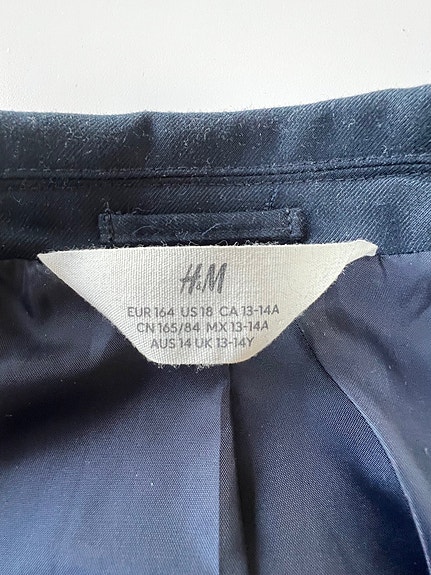 H&M
EUR 164 US 18 CA 13-14A
CN 165/84 MX 13-14A
AUS 14 UK 13-14Y